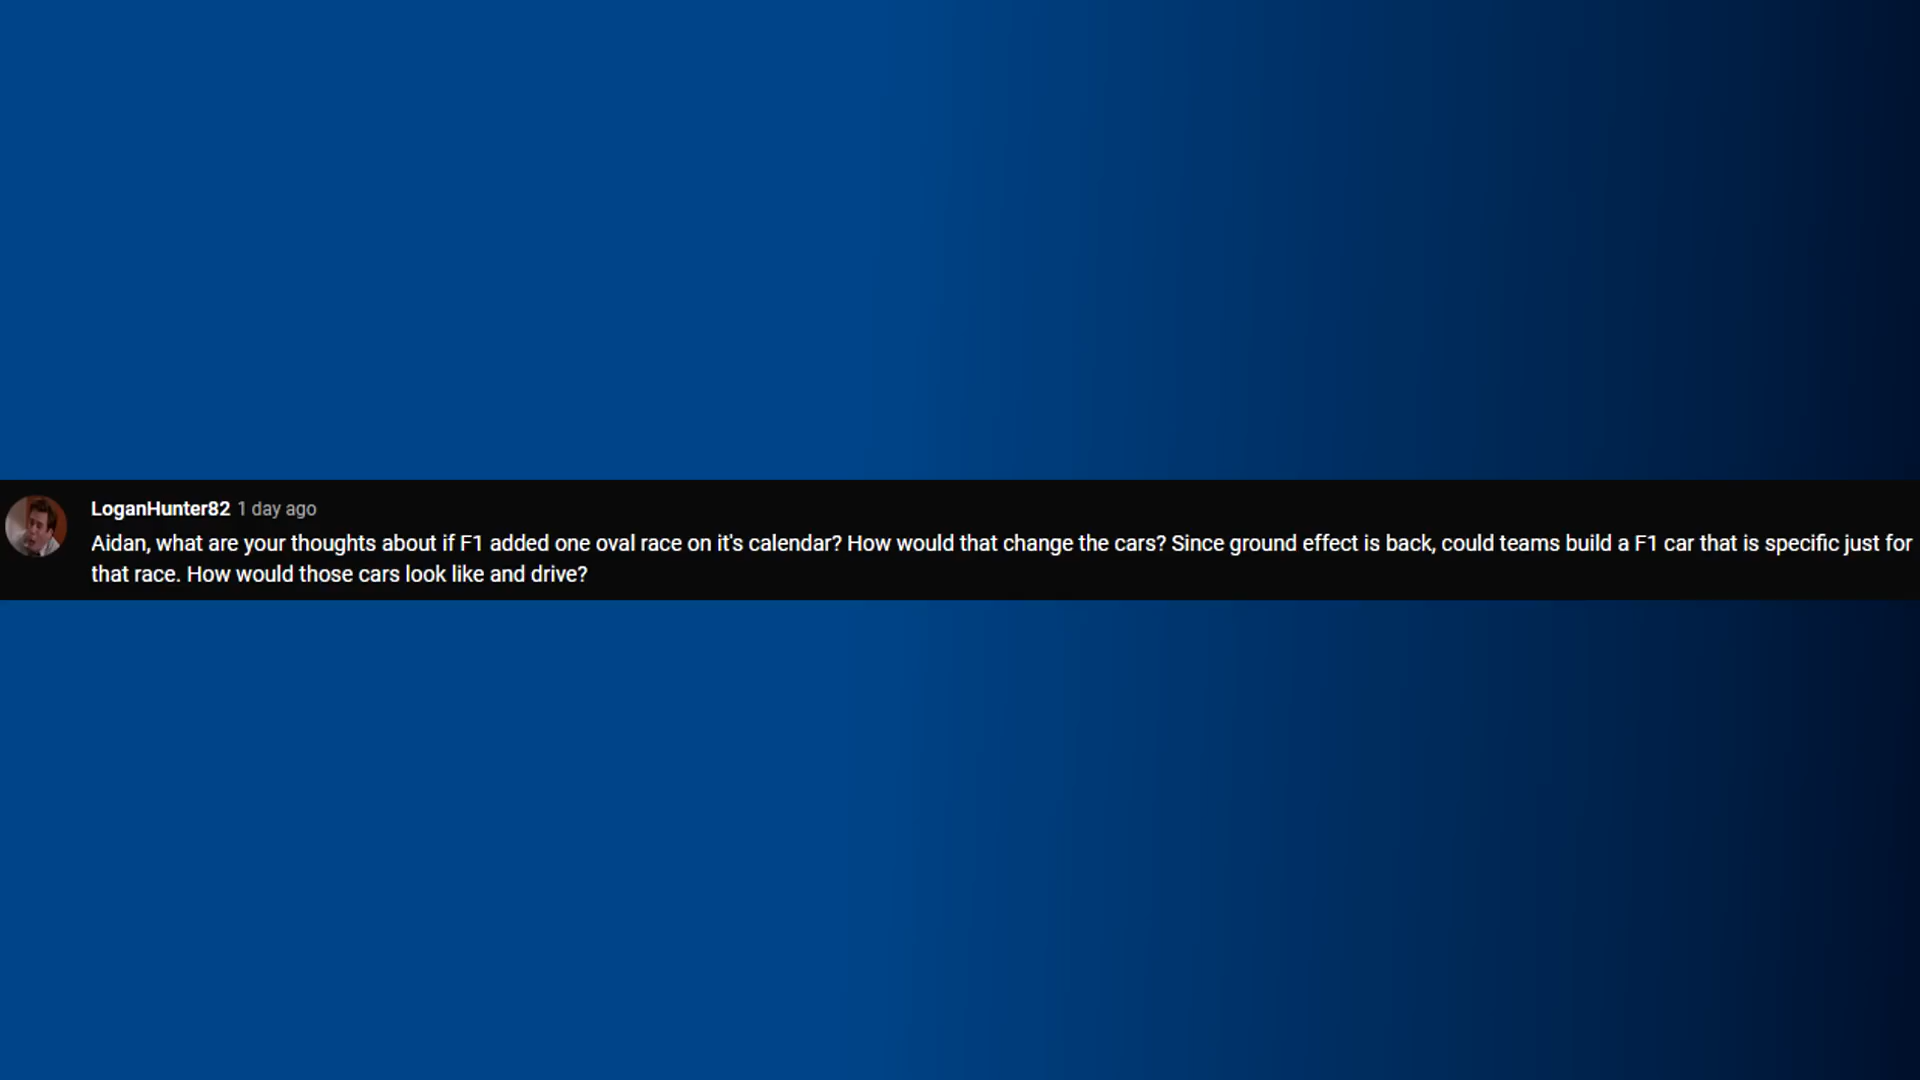 LoganHunter82 1 day ago
Aidan, what are your thoughts about if F1 added one oval race on it's calendar? How would that change the cars? Since ground effect is back, could teams build a F1 car that is specific just for
that race. How would those cars look like and drive?